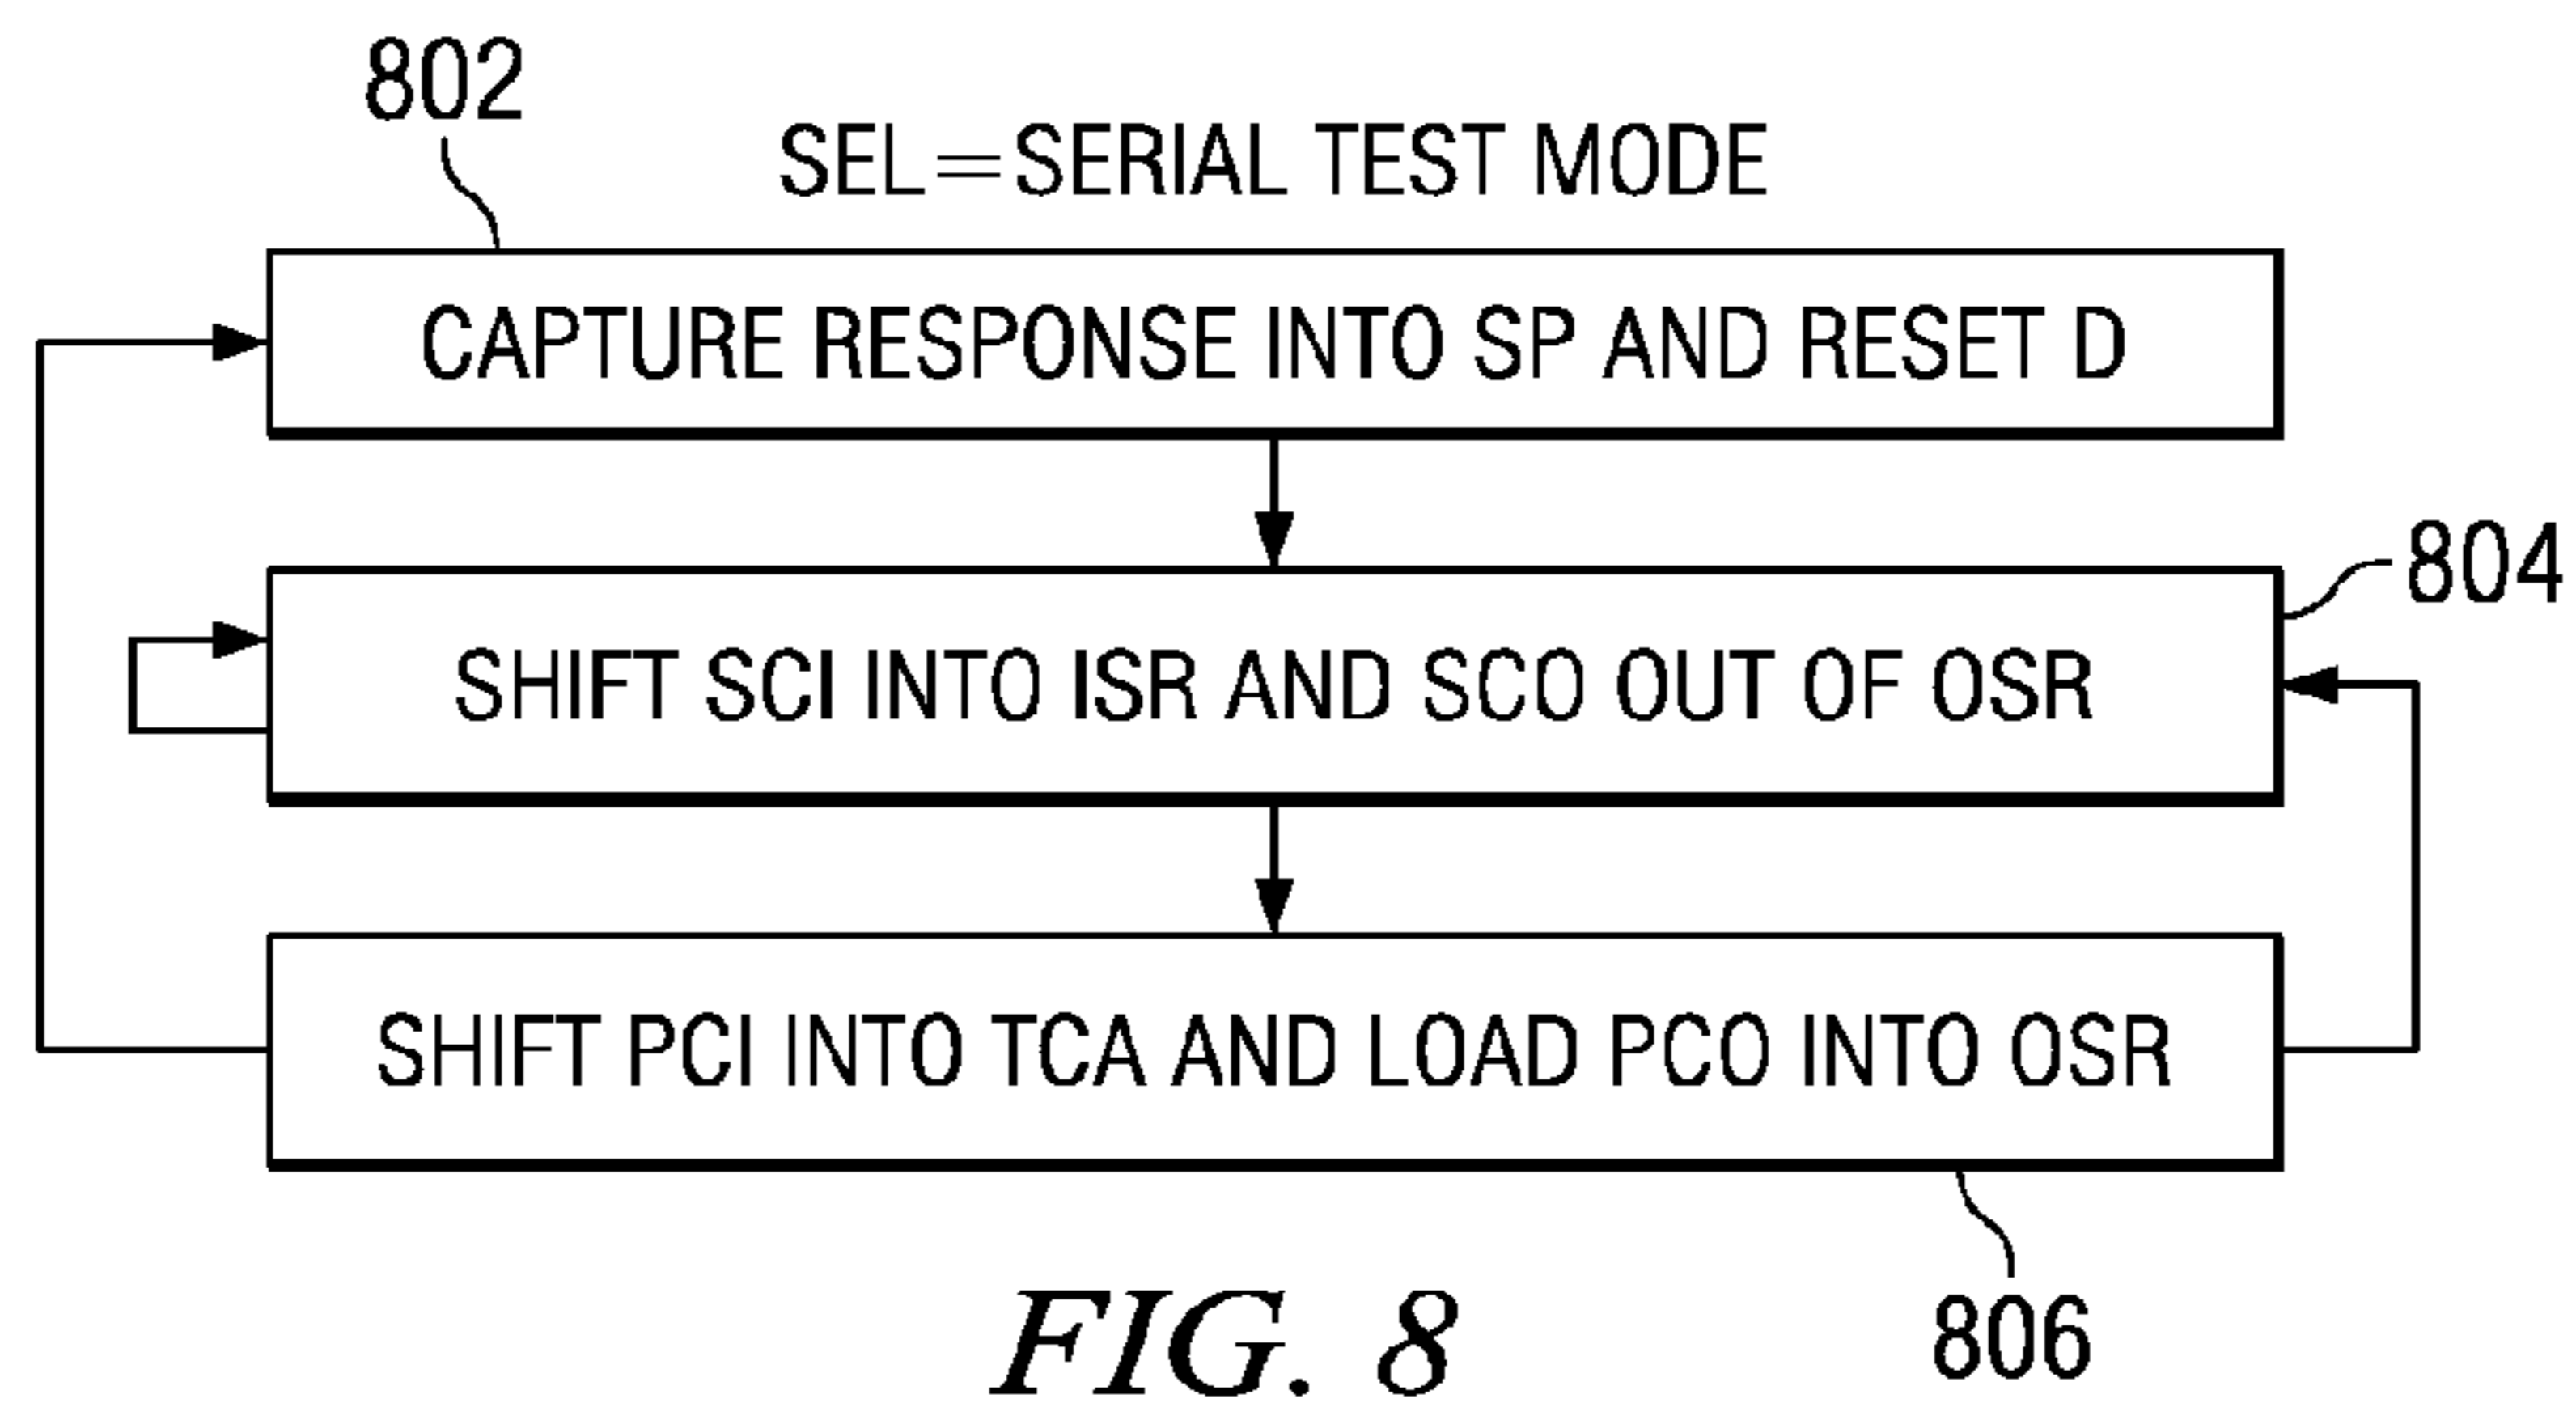 802
SEL=SERIAL TEST MODE
CAPTURE RESPONSE INTO SP AND RESET D
804
SHIFT SCI INTO ISR AND SCO OUT OF OSR
SHIFT PCI INTO TCA AND LOAD PCO INTO OSR
806
FIG. 8